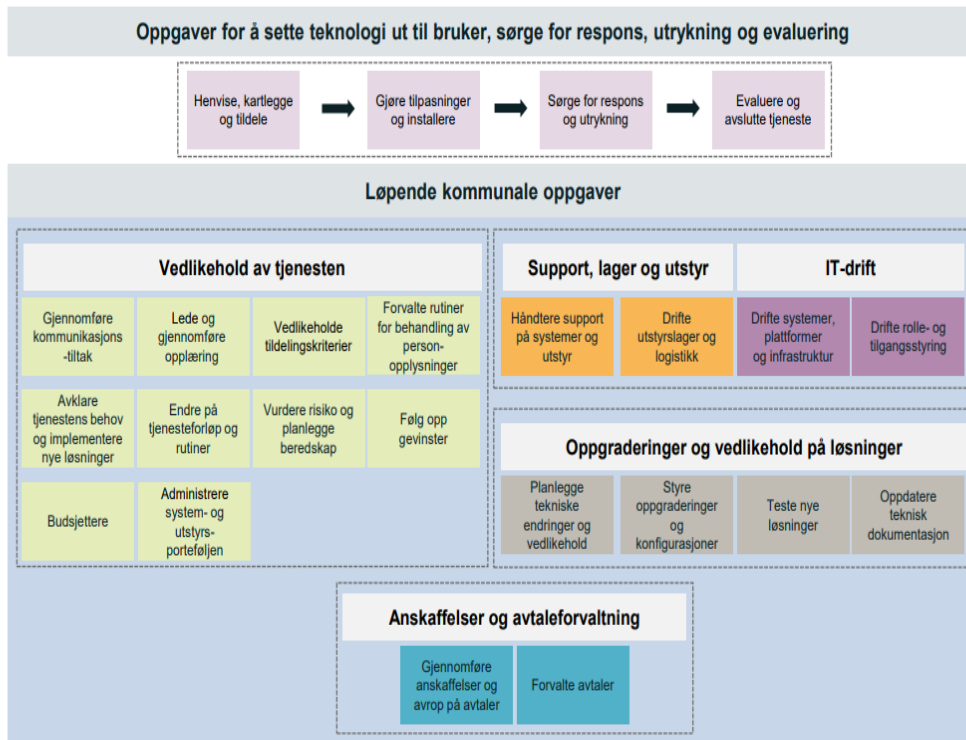 Oppgaver for å sette teknologi ut til bruker, sørge for respons, utrykning og evaluering
Henvise, kartlegge
og tildele
Gjøre tilpasninger
og installere
Sørge for respons
og utrykning
Evaluere og
avslutte tjeneste
Løpende kommunale oppgaver
Vedlikehold av tjenesten
Gjennomføre
kommunikasjons
-tiltak
Lede og
gjennomføre
opplæring
Vedlikeholde
tildelingskriterier
Forvalte rutiner
for behandling av
person-
opplysninger
Avklare
tjenestens behov
og implementere
nye løsninger
Endre på
tjenesteforløp og
rutiner
Vurdere risiko og
planlegge
beredskap
Følg opp
gevinster
Budsjettere
Administrere
system- og
utstyrs-
porteføljen
Support, lager og utstyr
IT-drift
Håndtere support
på systemer og
utstyr
Drifte
utstyrslager og
logistikk
Drifte systemer,
plattformer
og infrastruktur
Drifte rolle- og
tilgangsstyring
Oppgraderinger og vedlikehold på løsninger
Planlegge
tekniske
endringer og
vedlikehold
Styre
oppgraderinger
og
konfigurasjoner
Teste nye
løsninger
Oppdatere
teknisk
dokumentasjon
Anskaffelser og avtaleforvaltning
Gjennomføre
anskaffelser og
avrop på avtaler
Forvalte avtaler